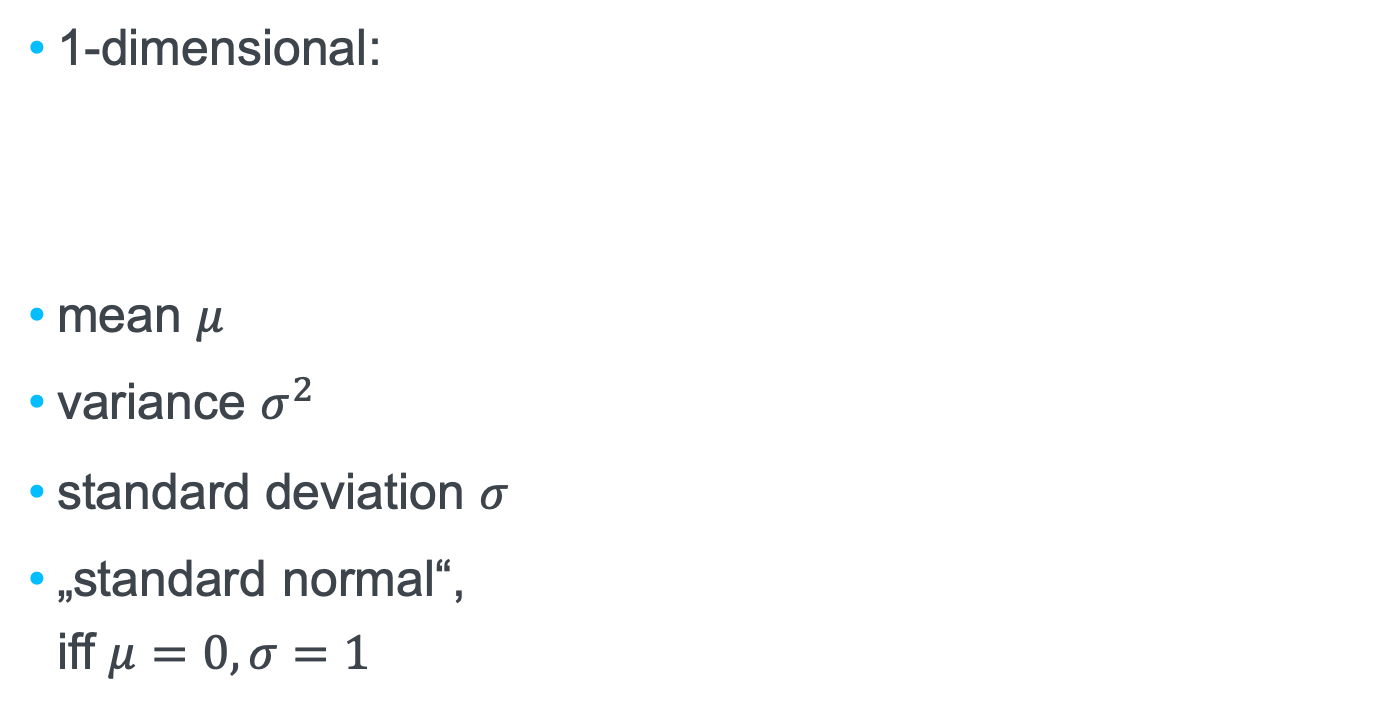 • 1-dimensional:
• mean 𝜇
• variance 𝜎²
• standard deviation 𝜎
• „standard normal“,
iff 𝜇 = 0, 𝜎 = 1